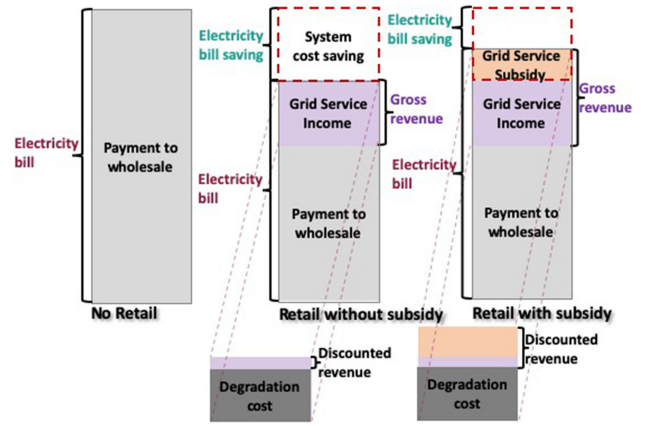 Electricity
bill
Payment to
wholesale
No Retail
Electricity
bill saving
System
cost saving
Grid Service
Income
Gross
revenue
Electricity
bill
Payment to
wholesale
Retail without subsidy
Discounted
revenue
Degradation
cost
Electricity
bill saving
Grid Service
Subsidy
Grid Service
Income
Gross
revenue
Electricity
bill
Payment to
wholesale
Retail with subsidy
Discounted
revenue
Degradation
cost